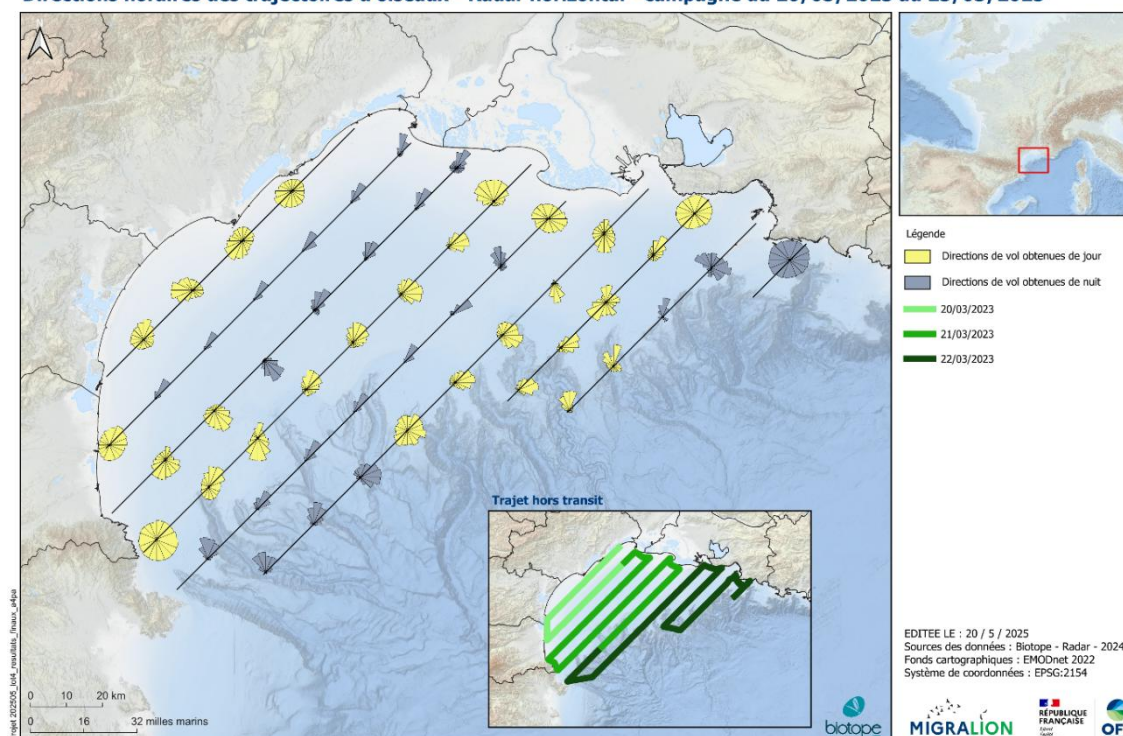 Directions horaires des trajectoires d'oiseaux - Radar horizontal - Campagne du 20/03/2023 au 23/03/2023
Légende
Directions de vol obtenues de jour
Directions de vol obtenues de nuit
20/03/2023
21/03/2023
22/03/2023
Trajet hors transit
0 10 20 km
0 16 32 milles marins
biotope
EDITEE LE : 20 / 5 / 2025
Sources des données : Biotope - Radar - 2024
Fonds cartographiques : EMODnet 2022
Système de coordonnées : EPSG:2154
MIGRALION
RÉPUBLIQUE
FRANÇAISE
OF